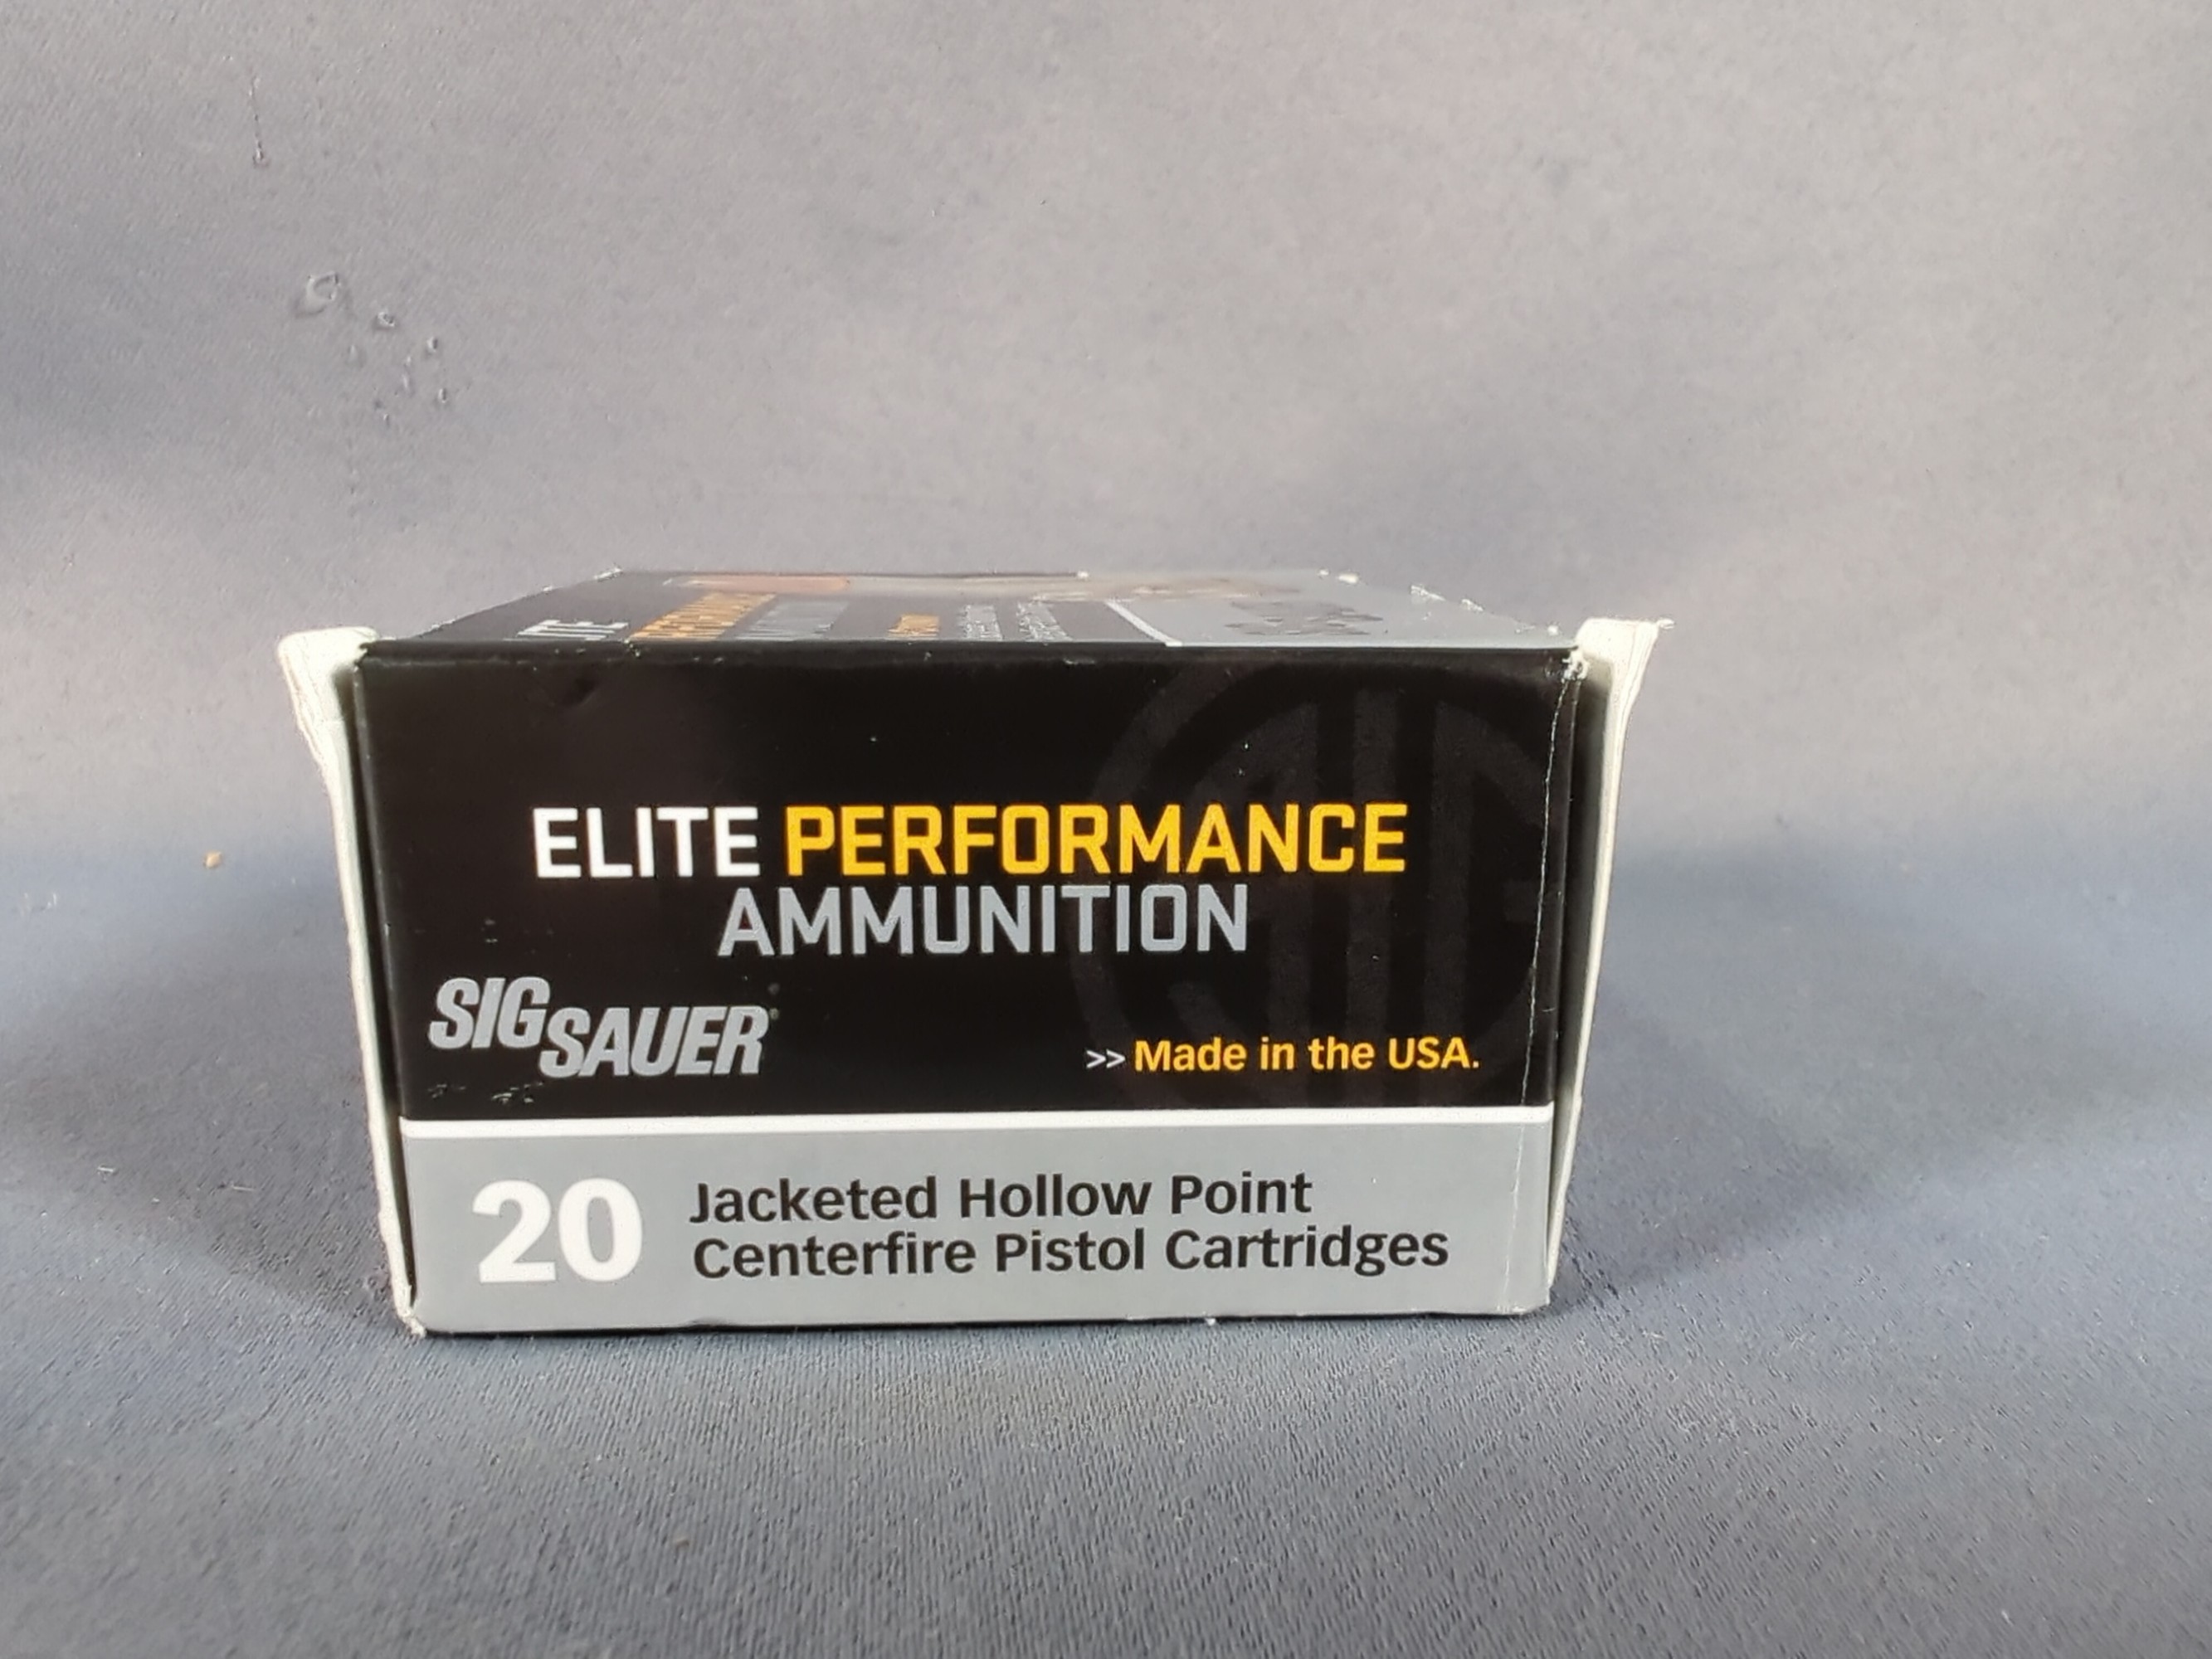 ELITE PERFORMANCE
AMMUNITION
SIG SAUER
>> Made in the USA.
20 Jacketed Hollow Point
Centerfire Pistol Cartridges